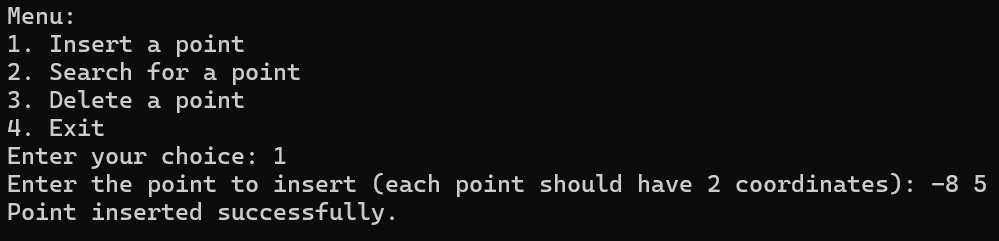 Menu:
1. Insert a point
2. Search for a point
3. Delete a point
4. Exit
Enter your choice: 1
Enter the point to insert (each point should have 2 coordinates): -8 5
Point inserted successfully.